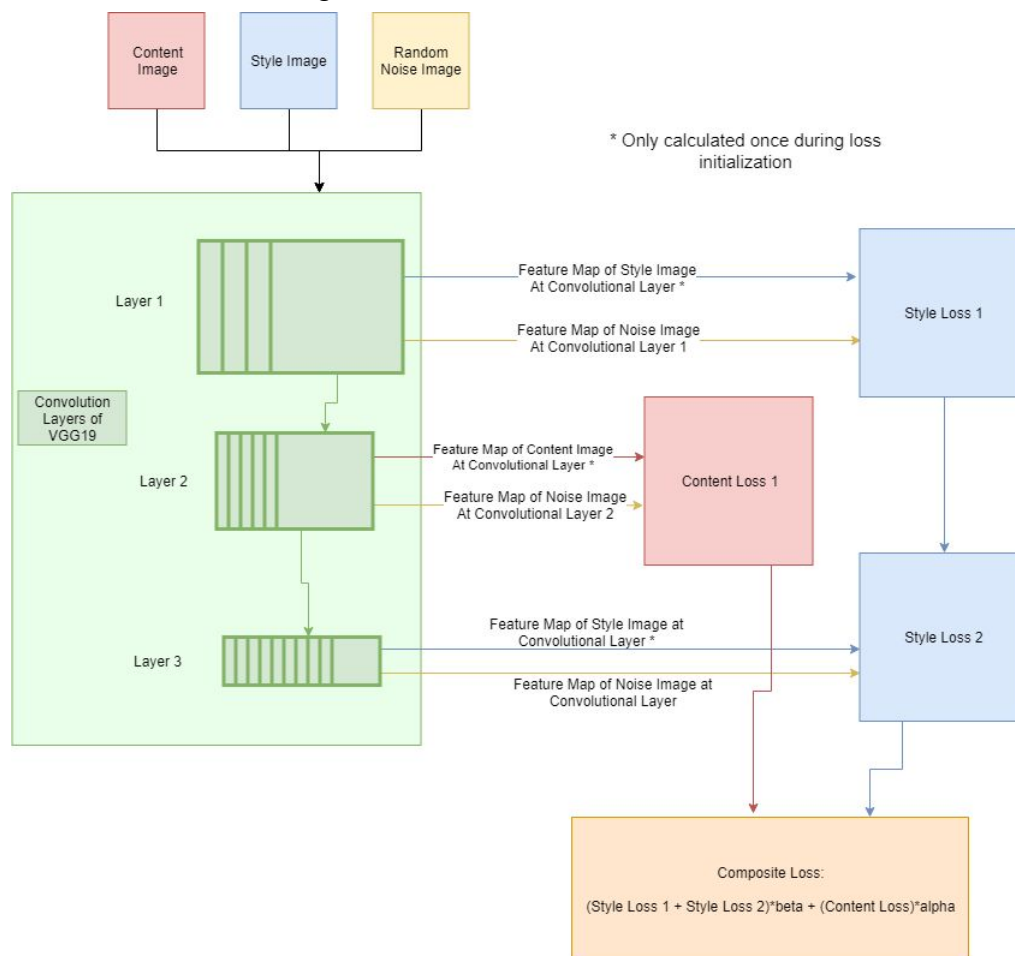 Content
Image
Style Image
Random
Noise Image
* Only calculated once during loss
initialization
Layer 1
Feature Map of Style Image
At Convolutional Layer *
Feature Map of Noise Image
At Convolutional Layer 1
Style Loss 1
Convolution
Layers of
VGG19
Layer 2
Feature Map of Content Image
At Convolutional Layer *
Feature Map of Noise Image
At Convolutional Layer 2
Content Loss 1
Layer 3
Feature Map of Style Image at
Convolutional Layer *
Feature Map of Noise Image at
Convolutional Layer
Style Loss 2
Composite Loss:
(Style Loss 1 + Style Loss 2)*beta + (Content Loss)*alpha